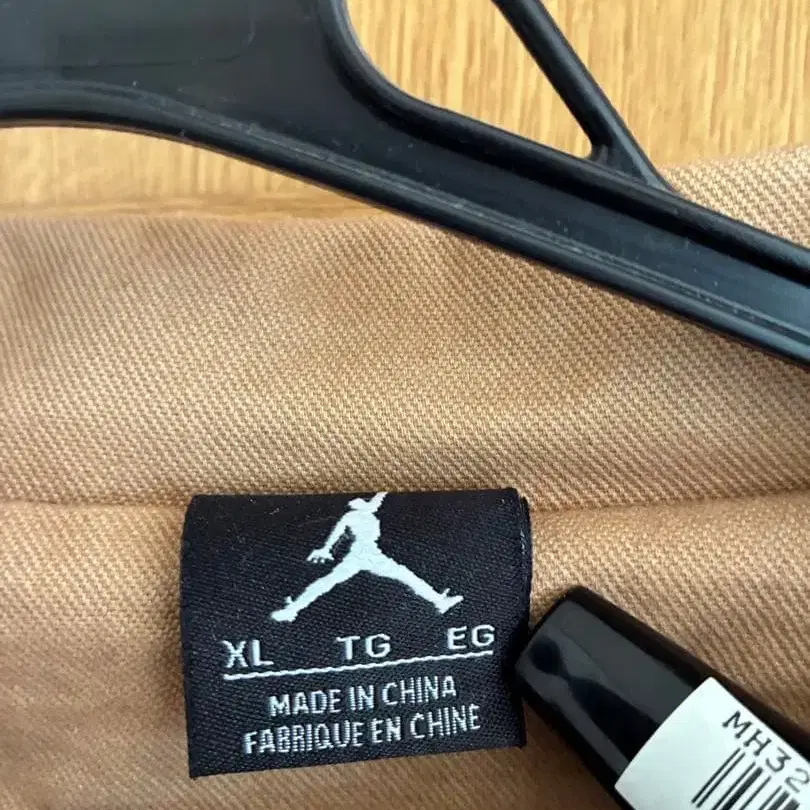 XL TG EG
MADE IN CHINA
FABRIQUE EN CHINE
MH32